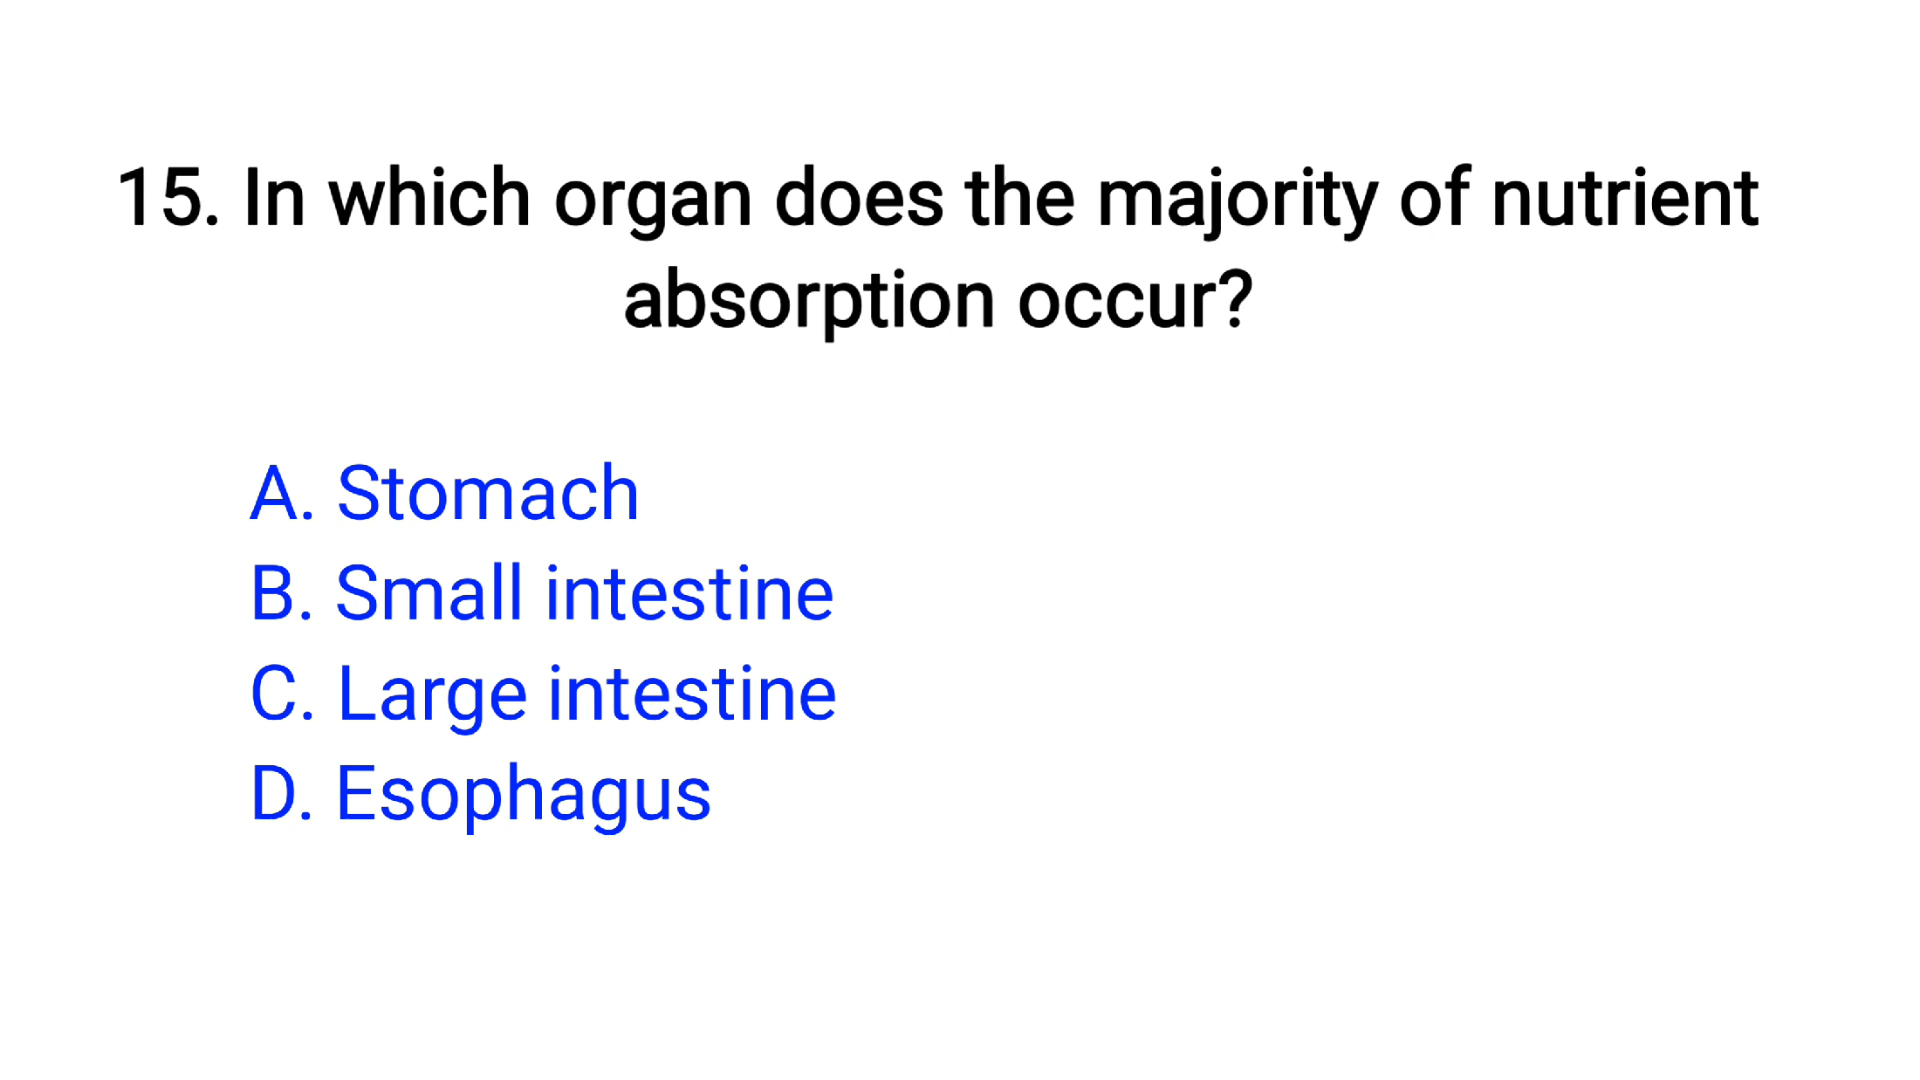 15. In which organ does the majority of nutrient
absorption occur?
A. Stomach
B. Small intestine
C. Large intestine
D. Esophagus